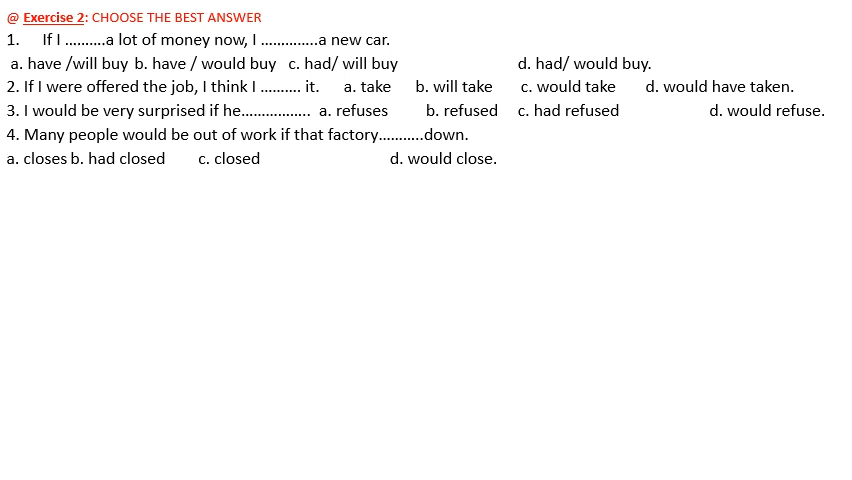 @ Exercise 2: CHOOSE THE BEST ANSWER
1. If I ..........a lot of money now, I ..............a new car.
a. have /will buy b. have / would buy c. had/ will buy d. had/ would buy.
2. If I were offered the job, I think I .......... it. a. take b. will take c. would take d. would have taken.
3. I would be very surprised if he................. a. refuses b. refused c. had refused d. would refuse.
4. Many people would be out of work if that factory...........down.
a. closes b. had closed c. closed d. would close.